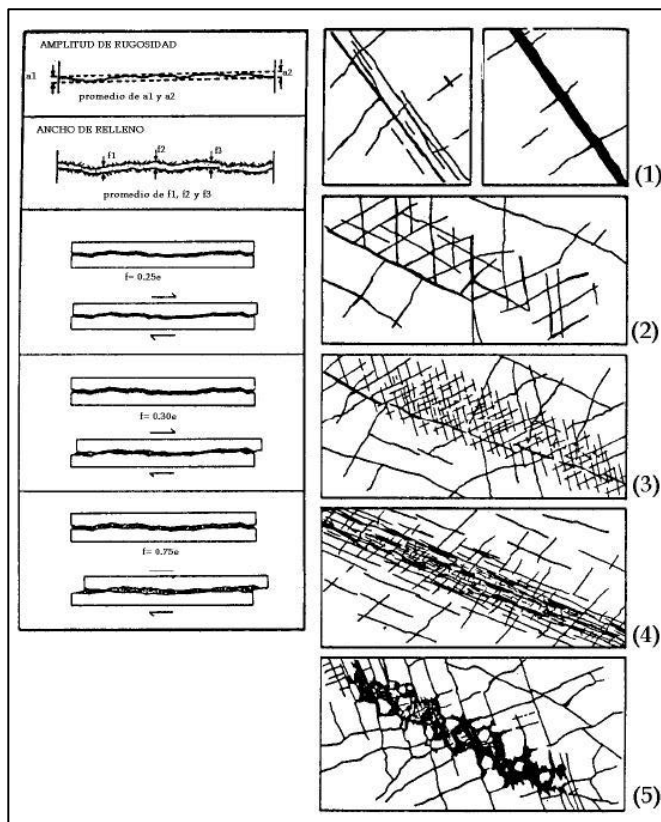 AMPLITUD DE RUGOSIDAD
a1
a2
promedio de a1 y a2
ANCHO DE RELLENO
f1
f2
f3
promedio de f1, f2 y f3
f= 0.25e
f= 0.30e
f= 0.75e
(1)
(2)
(3)
(4)
(5)